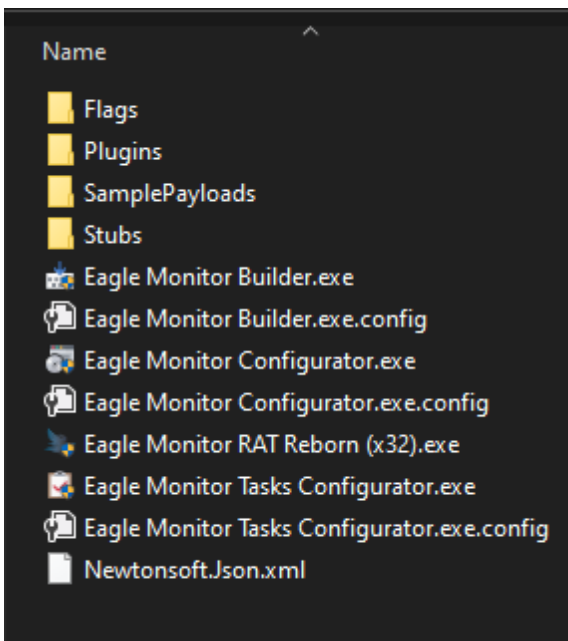 Name
Flags
Plugins
SamplePayloads
Stubs
Eagle Monitor Builder.exe
Eagle Monitor Builder.exe.config
Eagle Monitor Configurator.exe
Eagle Monitor Configurator.exe.config
Eagle Monitor RAT Reborn (x32).exe
Eagle Monitor Tasks Configurator.exe
Eagle Monitor Tasks Configurator.exe.config
Newtonsoft.Json.xml